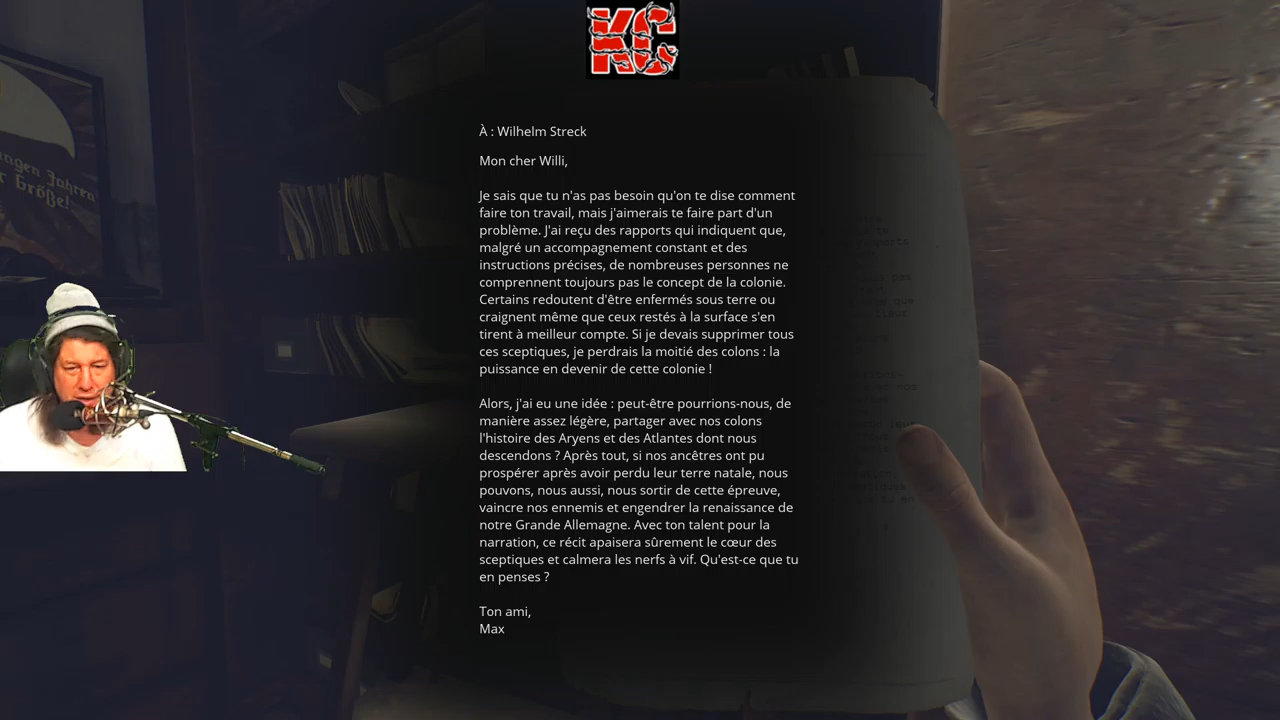 KC
ngen Jahren
r Größe!
À : Wilhelm Streck
Mon cher Willi,
Je sais que tu n'as pas besoin qu'on te dise comment
faire ton travail, mais j'aimerais te faire part d'un
problème. J'ai reçu des rapports qui indiquent que,
malgré un accompagnement constant et des
instructions précises, de nombreuses personnes ne
comprennent toujours pas le concept de la colonie.
Certains redoutent d'être enfermés sous terre ou
craignent même que ceux restés à la surface s'en
tirent à meilleur compte. Si je devais supprimer tous
ces sceptiques, je perdrais la moitié des colons : la
puissance en devenir de cette colonie !
Alors, j'ai eu une idée : peut-être pourrions-nous, de
manière assez légère, partager avec nos colons
l'histoire des Aryens et des Atlantes dont nous
descendons ? Après tout, si nos ancêtres ont pu
prospérer après avoir perdu leur terre natale, nous
pouvons, nous aussi, nous sortir de cette épreuve,
vaincre nos ennemis et engendrer la renaissance de
notre Grande Allemagne. Avec ton talent pour la
narration, ce récit apaisera sûrement le cœur des
sceptiques et calmera les nerfs à vif. Qu'est-ce que tu
en penses ?
Ton ami,
Max